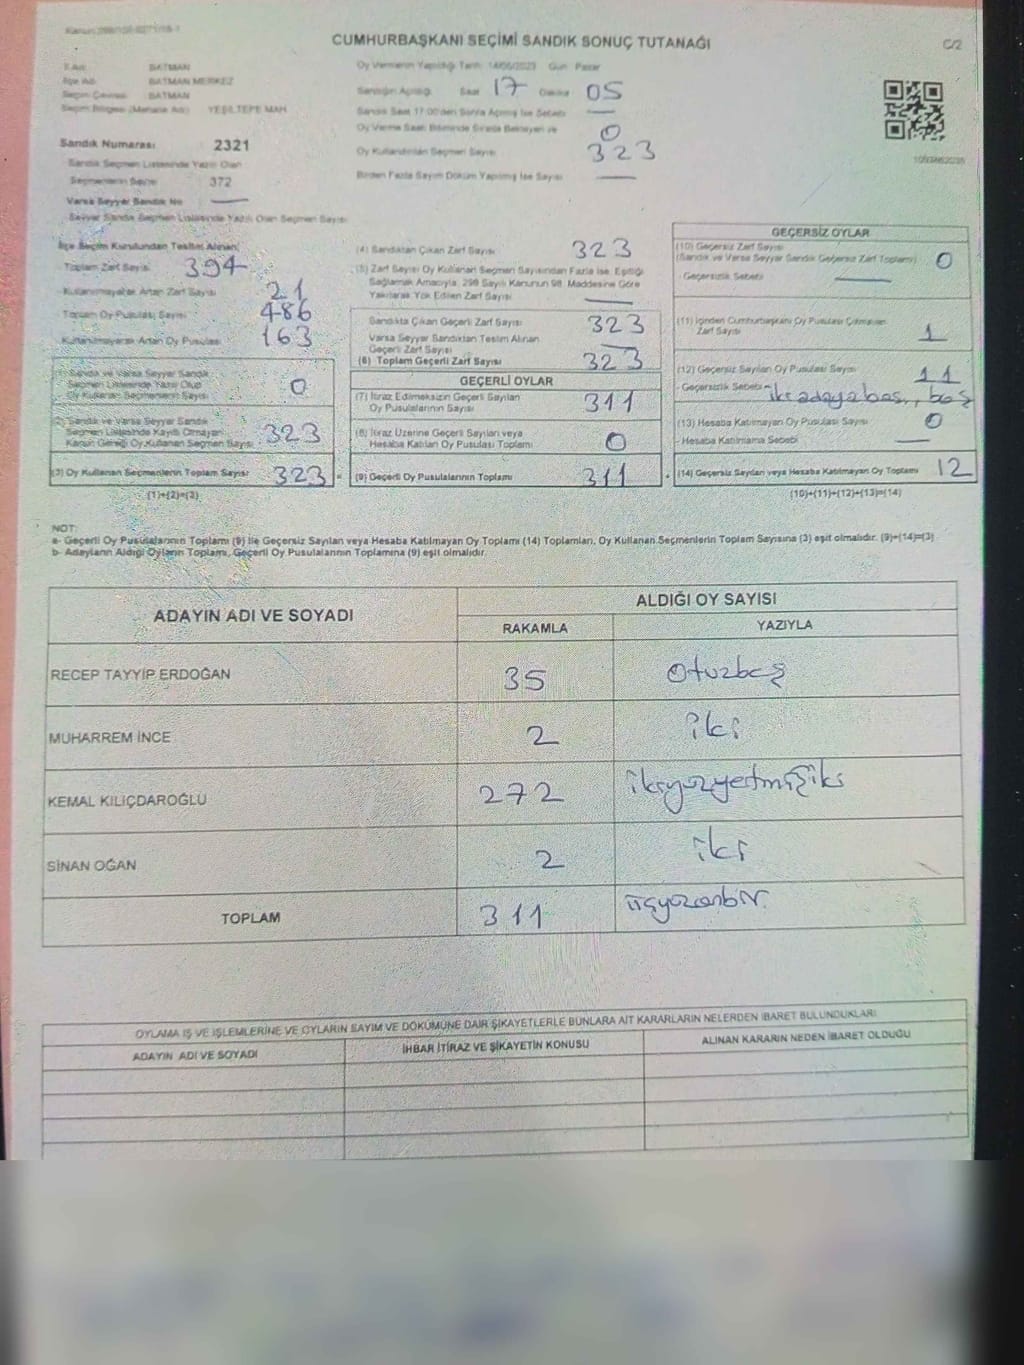 CUMHURBAŞKANI SEÇİMİ SANDIK SONUÇ TUTANAĞI
C/2
İl Adı: BATMAN
İlçe Adı: BATMAN MERKEZ
Seçim Çevresi: BATMAN
Seçim Bölgesi (Mahalle Adı): YEŞİLTEPE MAH
Sandık Numarası 2321
Sandık Seçmen Listesinde Yazılı Olan
Seçmenlerin Sayısı 372
Varsa Seyyar Sandık No —
Seyyar Sandık Seçmen Listesinde Yazılı Olan Seçmen Sayısı
Oy Vermenin Yapıldığı Tarih: 14/05/2023 Gün: Pazar
Sandığın Açıldığı: Saat 17 Dakika 05
Sandık Saat 17:00'den Sonra Açılmış İse Sebebi —
Oy Verme Saati Bitiminde Sırada Bekleyen ve
Oy Kullandırılan Seçmen Sayısı 0
323
Birden Fazla Sayım Döküm Yapılmış İse Sayısı —
İlçe Seçim Kurulundan Teslim Alınan;
Toplam Zarf Sayısı 394
Kullanılmayarak Artan Zarf Sayısı 21
Toplam Oy Pusulası Sayısı 486
Kullanılmayarak Artan Oy Pusulası 163
(1) Sandık ve Varsa Seyyar Sandık
Seçmen Listesinde Yazılı Olup
Oy Kullanan Seçmenlerin Sayısı 0
(2) Sandık ve Varsa Seyyar Sandık
Listesinde Kayıtlı Olmayan
Kanun Gereği Oy Kullanan Seçmen Sayısı 323
(3) Oy Kullanan Seçmenlerin Toplam Sayısı 323 =
(1)+(2)=(3)
(4) Sandıktan Çıkan Zarf Sayısı 323
(5) Zarf Sayısı Oy Kullanan Seçmen Sayısından Fazla İse, Eşitliği
Sağlamak Amacıyla, 298 Sayılı Kanunun 98. Maddesine Göre
Yakılarak Yok Edilen Zarf Sayısı —
Sandıkta Çıkan Geçerli Zarf Sayısı 323
Varsa Seyyar Sandıktan Teslim Alınan
Geçerli Zarf Sayısı —
(6) Toplam Geçerli Zarf Sayısı 323
GEÇERLİ OYLAR
(7) İtiraz Edilmeksizin Geçerli Sayılan
Oy Pusulalarının Sayısı 311
(8) İtiraz Üzerine Geçerli Sayılan veya
Hesaba Katılan Oy Pusulası Toplamı 0
(9) Geçerli Oy Pusulalarının Toplamı 311 +
GEÇERSİZ OYLAR
(10) Geçersiz Zarf Sayısı
(Sandık ve Varsa Seyyar Sandık Geçersiz Zarf Toplamı) 0
- Geçersizlik Sebebi —
(11) İçinden Cumhurbaşkanı Oy Pusulası Çıkmayan
Zarf Sayısı 1
(12) Geçersiz Sayılan Oy Pusulası Sayısı 11
- Geçersizlik Sebebi
(13) Hesaba Katılmayan Oy Pusulası Sayısı 0
- Hesaba Katılmama Sebebi —
(14) Geçersiz Sayılan veya Hesaba Katılmayan Oy Toplamı 12
(10)+(11)+(12)+(13)=(14)
NOT:
a- Geçerli Oy Pusulalarının Toplamı (9) ile Geçersiz Sayılan veya Hesaba Katılmayan Oy Toplamı (14) Toplamları, Oy Kullanan Seçmenlerin Toplam Sayısına (3) eşit olmalıdır. (9)+(14)=(3)
b- Adayların Aldığı Oyların Toplamı, Geçerli Oy Pusulalarının Toplamına (9) eşit olmalıdır.
ADAYIN ADI VE SOYADI
ALDIĞI OY SAYISI
RAKAMLA YAZIYLA
RECEP TAYYİP ERDOĞAN 35 Otuzbeş
MUHARREM İNCE 2 iki
KEMAL KILIÇDAROĞLU 272 ikiyüzyetmişiki
SİNAN OĞAN 2 iki
TOPLAM 311 üçyüzonbir
OYLAMA İŞ VE İŞLEMLERİNE VE OYLARIN SAYIM VE DÖKÜMÜNE DAİR ŞİKAYETLERLE BUNLARA AİT KARARLARIN NELERDEN İBARET BULUNDUKLARI
ADAYIN ADI VE SOYADI İHBAR İTİRAZ VE ŞİKAYETİN KONUSU ALINAN KARARIN NEDEN İBARET OLDUĞU